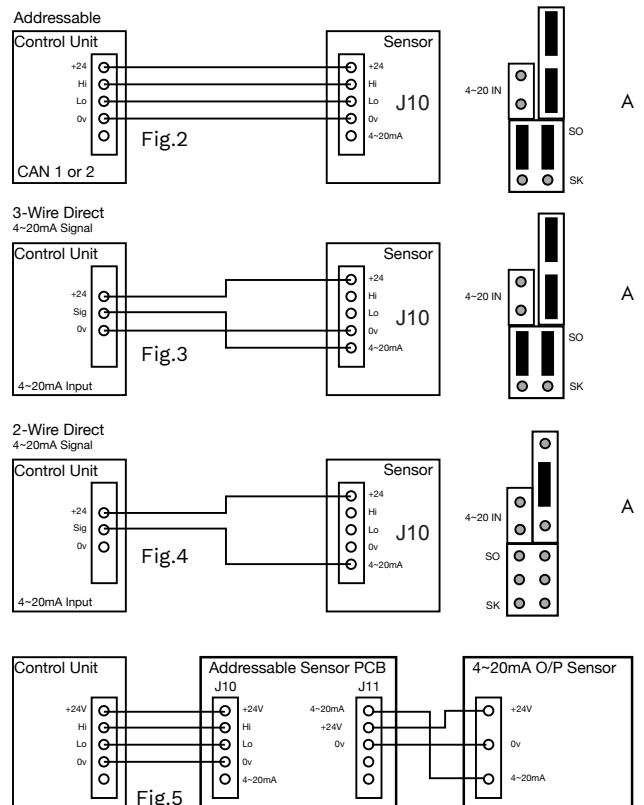 Addressable
Control Unit
Sensor
+24
Hi
Lo
0v
+24
Hi
Lo
0v
4~20mA
J10
Fig.2
CAN 1 or 2
4~20 IN
SO
SK
A
3-Wire Direct
4~20mA Signal
Control Unit
Sensor
+24
Sig
0v
+24
Hi
Lo
0v
4~20mA
J10
Fig.3
4~20mA Input
4~20 IN
SO
SK
A
2-Wire Direct
4~20mA Signal
Control Unit
Sensor
+24
Sig
0v
+24
Hi
Lo
0v
4~20mA
J10
Fig.4
4~20mA Input
4~20 IN
SO
SK
A
Control Unit
Addressable Sensor PCB
4~20mA O/P Sensor
J10
J11
+24V
Hi
Lo
0v
+24V
Hi
Lo
0v
4~20mA
4~20mA
+24V
0v
+24V
0v
4~20mA
Fig.5